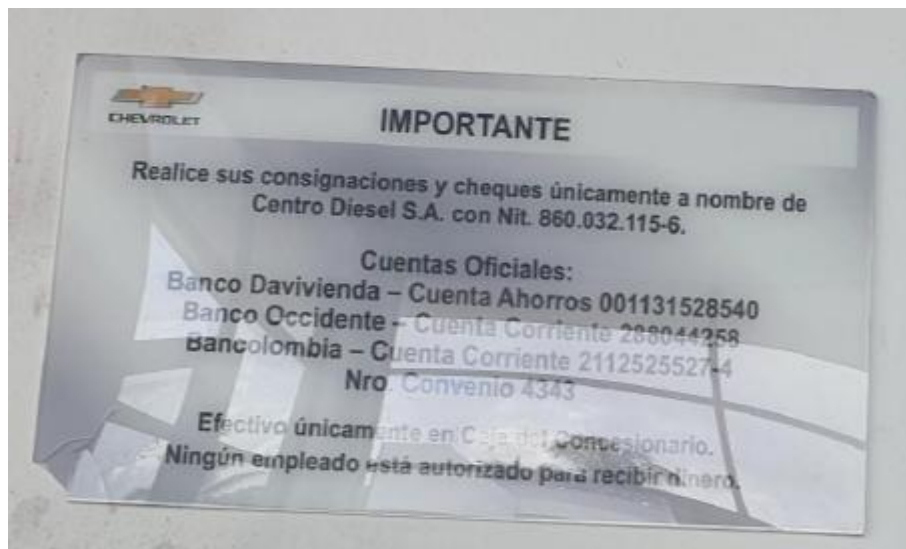 CHEVROLET
IMPORTANTE
Realice sus consignaciones y cheques únicamente a nombre de
Centro Diesel S.A. con Nit. 860.032.115-6.
Cuentas Oficiales:
Banco Davivienda – Cuenta Ahorros 001131528540
Banco Occidente – Cuenta Corriente 288044258
Bancolombia – Cuenta Corriente 2112525527-4
Nro. Convenio 4343
Efectivo únicamente en Caja del Concesionario.
Ningún empleado está autorizado para recibir dinero.